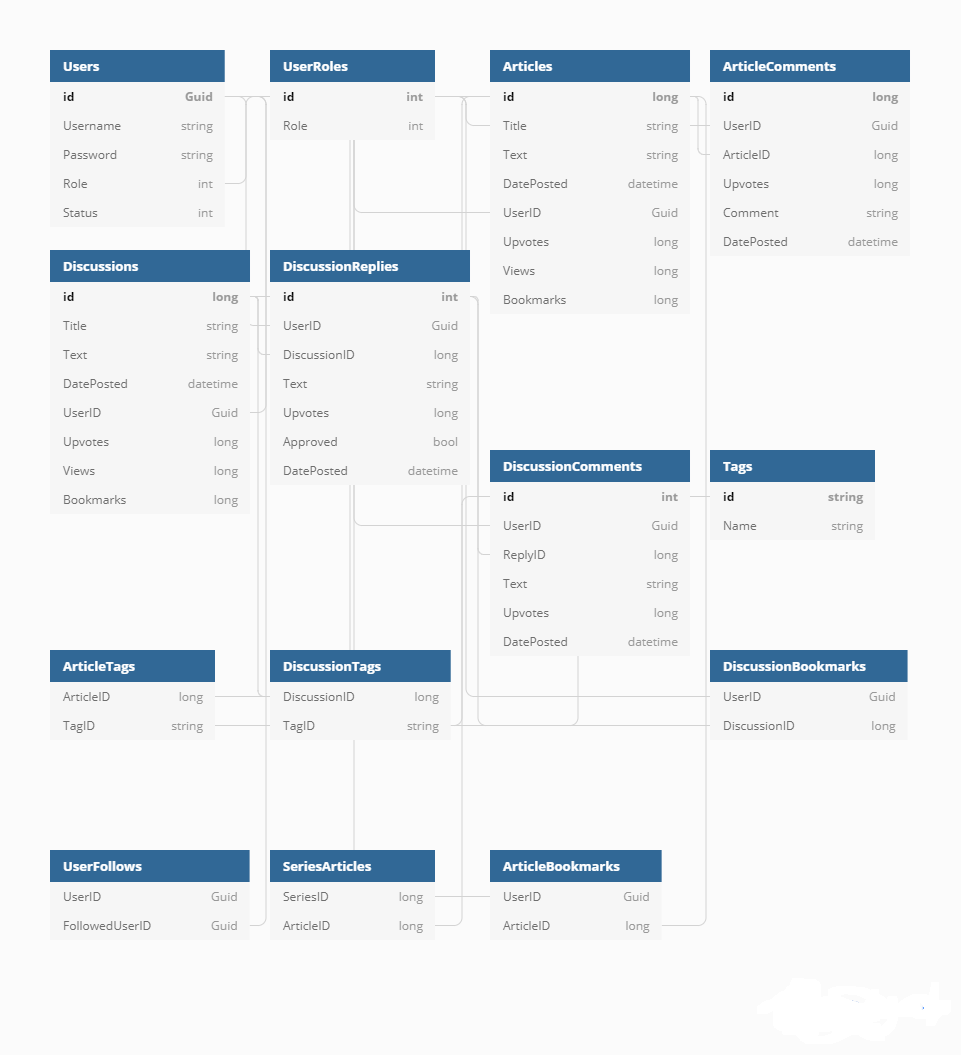 Users
id Guid
Username string
Password string
Role int
Status int
UserRoles
id int
Role int
Articles
id long
Title string
Text string
DatePosted datetime
UserID Guid
Upvotes long
Views long
Bookmarks long
ArticleComments
id long
UserID Guid
ArticleID long
Upvotes long
Comment string
DatePosted datetime
Discussions
id long
Title string
Text string
DatePosted datetime
UserID Guid
Upvotes long
Views long
Bookmarks long
DiscussionReplies
id int
UserID Guid
DiscussionID long
Text string
Upvotes long
Approved bool
DatePosted datetime
DiscussionComments
id int
UserID Guid
ReplyID long
Text string
Upvotes long
DatePosted datetime
Tags
id string
Name string
ArticleTags
ArticleID long
TagID string
DiscussionTags
DiscussionID long
TagID string
DiscussionBookmarks
UserID Guid
DiscussionID long
UserFollows
UserID Guid
FollowedUserID Guid
SeriesArticles
SeriesID long
ArticleID long
ArticleBookmarks
UserID Guid
ArticleID long